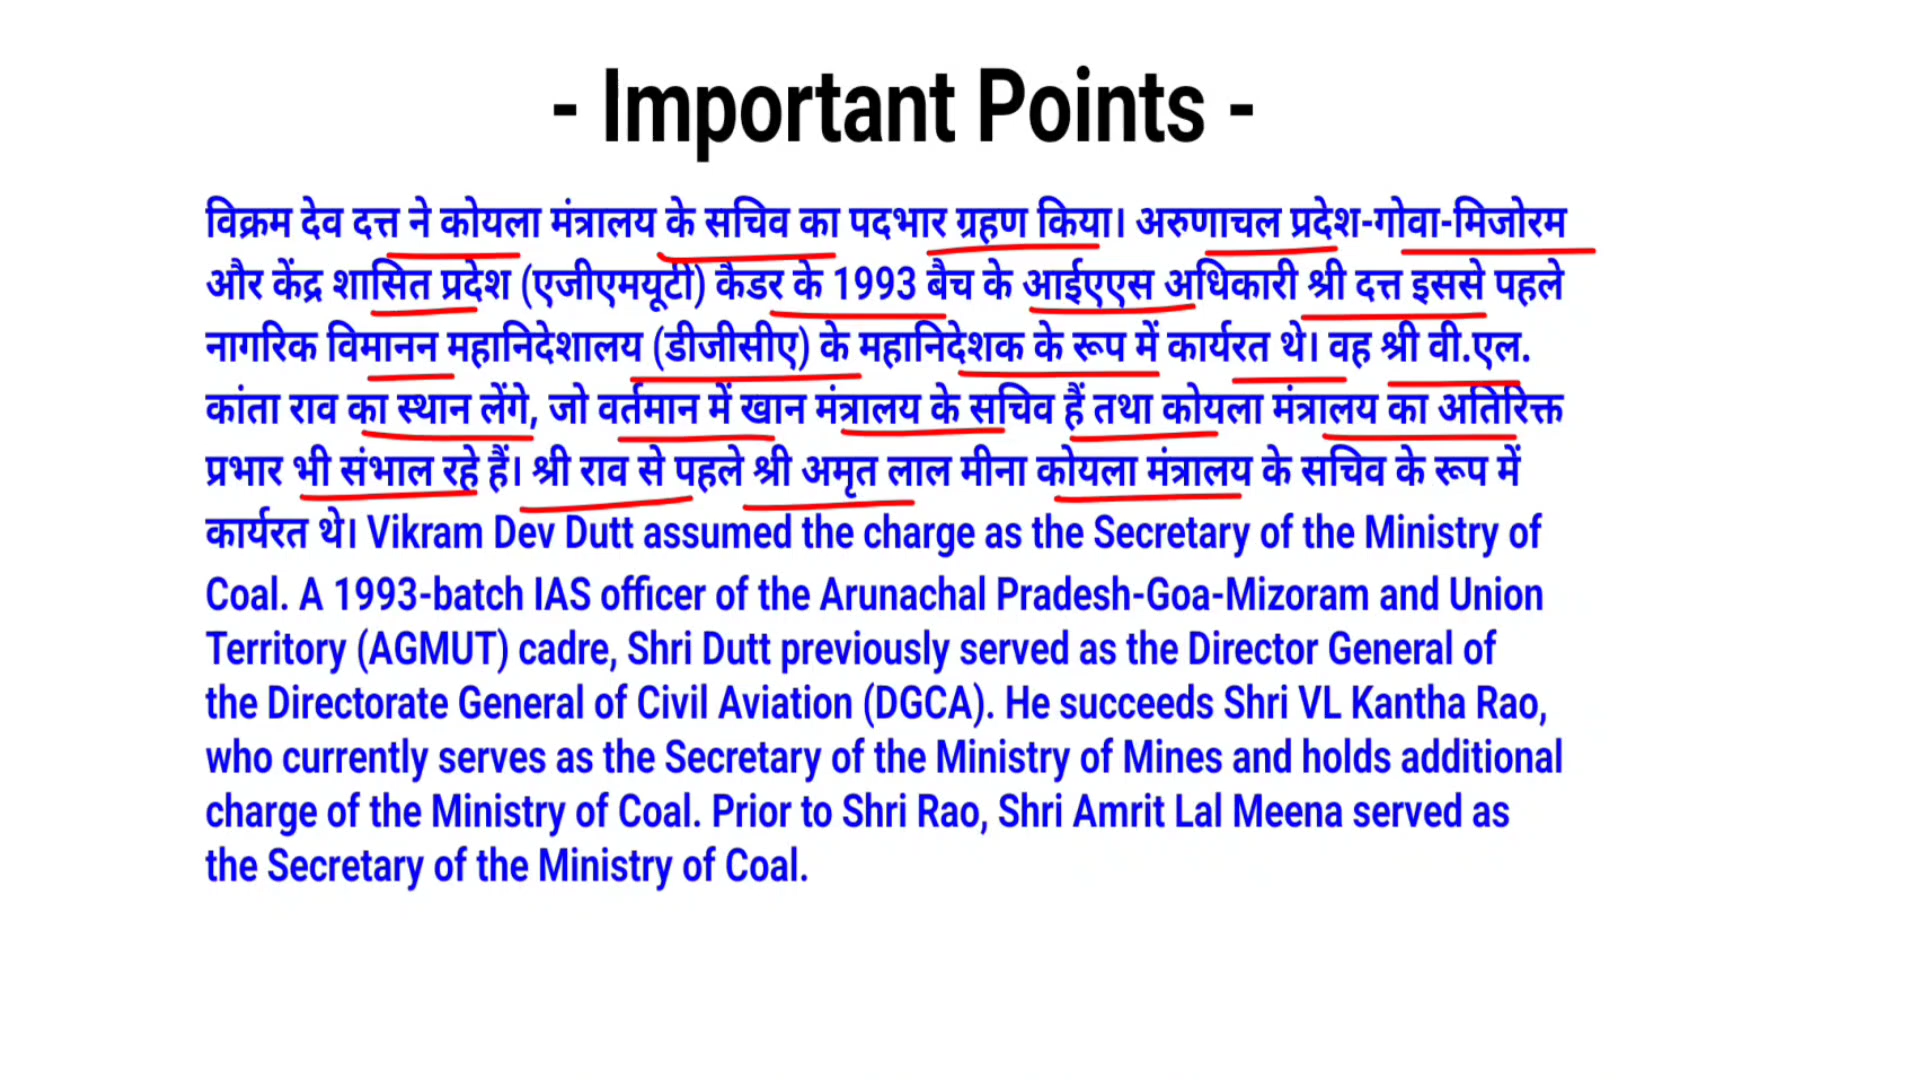 - Important Points -
विक्रम देव दत्त ने कोयला मंत्रालय के सचिव का पदभार ग्रहण किया। अरुणाचल प्रदेश-गोवा-मिजोरम
और केंद्र शासित प्रदेश (एजीएमयूटी) कैडर के 1993 बैच के आईएएस अधिकारी श्री दत्त इससे पहले
नागरिक विमानन महानिदेशालय (डीजीसीए) के महानिदेशक के रूप में कार्यरत थे। वह श्री वी.एल.
कांता राव का स्थान लेंगे, जो वर्तमान में खान मंत्रालय के सचिव हैं तथा कोयला मंत्रालय का अतिरिक्त
प्रभार भी संभाल रहे हैं। श्री राव से पहले श्री अमृत लाल मीना कोयला मंत्रालय के सचिव के रूप में
कार्यरत थे। Vikram Dev Dutt assumed the charge as the Secretary of the Ministry of
Coal. A 1993-batch IAS officer of the Arunachal Pradesh-Goa-Mizoram and Union
Territory (AGMUT) cadre, Shri Dutt previously served as the Director General of
the Directorate General of Civil Aviation (DGCA). He succeeds Shri VL Kantha Rao,
who currently serves as the Secretary of the Ministry of Mines and holds additional
charge of the Ministry of Coal. Prior to Shri Rao, Shri Amrit Lal Meena served as
the Secretary of the Ministry of Coal.